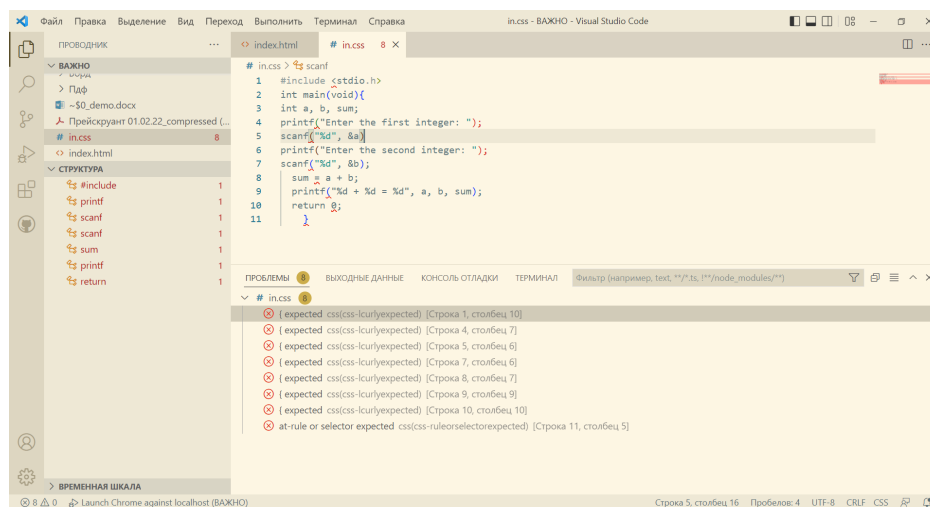 Файл Правка Выделение Вид Переход Выполнить Терминал Справка in.css - ВАЖНО - Visual Studio Code
ПРОВОДНИК ···
ВАЖНО
Пдф
~$0_demo.docx
Прейскруант 01.02.22_compressed (...
# in.css 8
index.html
СТРУКТУРА
#include 1
printf 1
scanf 1
scanf 1
sum 1
printf 1
return 1
ВРЕМЕННАЯ ШКАЛА
index.html # in.css 8
# in.css > scanf
1 #include <stdio.h>
2 int main(void){
3 int a, b, sum;
4 printf("Enter the first integer: ");
5 scanf("%d", &a)
6 printf("Enter the second integer: ");
7 scanf("%d", &b);
8 sum = a + b;
9 printf("%d + %d = %d", a, b, sum);
10 return 0;
11 }
ПРОБЛЕМЫ 8 ВЫХОДНЫЕ ДАННЫЕ КОНСОЛЬ ОТЛАДКИ ТЕРМИНАЛ Фильтр (например, text, **/*.ts, !**/node_modules/**)
# in.css 8
{ expected css(css-lcurlyexpected) [Строка 1, столбец 10]
{ expected css(css-lcurlyexpected) [Строка 4, столбец 7]
{ expected css(css-lcurlyexpected) [Строка 5, столбец 6]
{ expected css(css-lcurlyexpected) [Строка 7, столбец 6]
{ expected css(css-lcurlyexpected) [Строка 8, столбец 7]
{ expected css(css-lcurlyexpected) [Строка 9, столбец 9]
{ expected css(css-lcurlyexpected) [Строка 10, столбец 10]
at-rule or selector expected css(css-ruleorselectorexpected) [Строка 11, столбец 5]
8 0 Launch Chrome against localhost (ВАЖНО) Строка 5, столбец 16 Пробелов: 4 UTF-8 CRLF CSS